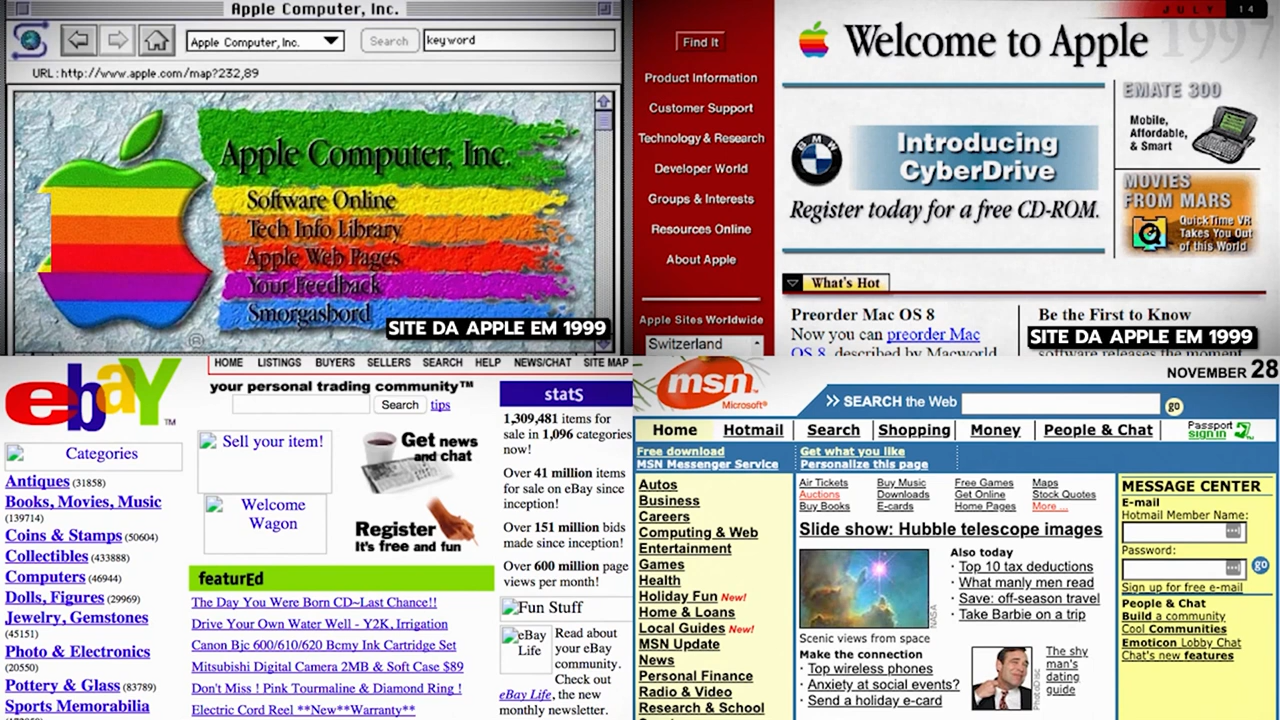 Apple Computer, Inc.
Apple Computer, Inc.
Search
keyword
URL: http://www.apple.com/map?232,89
Apple Computer, Inc.
Software Online
Tech Info Library
Apple Web Pages
Your Feedback
Smorgasbord
SITE DA APPLE EM 1999
Find It
Product Information
Customer Support
Technology & Research
Developer World
Groups & Interests
Resources Online
About Apple
Apple Sites Worldwide
Switzerland
JULY 14
1997
Welcome to Apple
BMW
Introducing
CyberDrive
Register today for a free CD-ROM.
EMATE 300
Mobile,
Affordable,
& Smart
MOVIES
FROM MARS
QuickTime VR
Takes You Out
of this World
What's Hot
Preorder Mac OS 8
Now you can preorder Mac
OS 8, described by Macworld
Be the First to Know
SITE DA APPLE EM 1999
software releases the moment
ebaY™
HOME LISTINGS BUYERS SELLERS SEARCH HELP NEWS/CHAT SITE MAP
your personal trading community™
Search tips
Categories
Antiques (31858)
Books, Movies, Music
(139714)
Coins & Stamps (50604)
Collectibles (433888)
Computers (46944)
Dolls, Figures (29969)
Jewelry, Gemstones
(45151)
Photo & Electronics
(20550)
Pottery & Glass (83789)
Sports Memorabilia
Sell your item!
Welcome
Wagon
Get news
and chat
Register
It's free and fun
featurEd
The Day You Were Born CD~Last Chance!!
Drive Your Own Water Well - Y2K, Irrigation
Canon Bjc 600/610/620 Bcmy Ink Cartridge Set
Mitsubishi Digital Camera 2MB & Soft Case $89
Don't Miss ! Pink Tourmaline & Diamond Ring !
Electric Cord Reel **New**Warranty**
statS
1,309,481 items for
sale in 1,096 categories
now!
Over 41 million items
for sale on eBay since
inception!
Over 151 million bids
made since inception!
Over 600 million page
views per month!
Fun Stuff
eBay
Life
Read about
your eBay
community.
Check out
eBay Life, the new
monthly newsletter.
msn
Microsoft®
NOVEMBER 28
SEARCH the Web
go
Home Hotmail Search Shopping Money People & Chat
Passport
sign in
Free download
MSN Messenger Service
Get what you like
Personalize this page
Autos
Business
Careers
Computing & Web
Entertainment
Games
Health
Holiday Fun New!
Home & Loans
Local Guides New!
MSN Update
News
Personal Finance
Radio & Video
Research & School
Air Tickets Buy Music Free Games Maps
Auctions Downloads Get Online Stock Quotes
Buy Books E-cards Home Pages More ...
Slide show: Hubble telescope images
NASA
Scenic views from space
Also today
· Top 10 tax deductions
· What manly men read
· Save: off-season travel
· Take Barbie on a trip
Make the connection
· Top wireless phones
· Anxiety at social events?
· Send a holiday e-card
PhotoDisc
The shy
man's
dating
guide
MESSAGE CENTER
E-mail
Hotmail Member Name:
Password:
go
Sign up for free e-mail
People & Chat
Build a community
Cool Communities
Emoticon Lobby Chat
Chat's new features